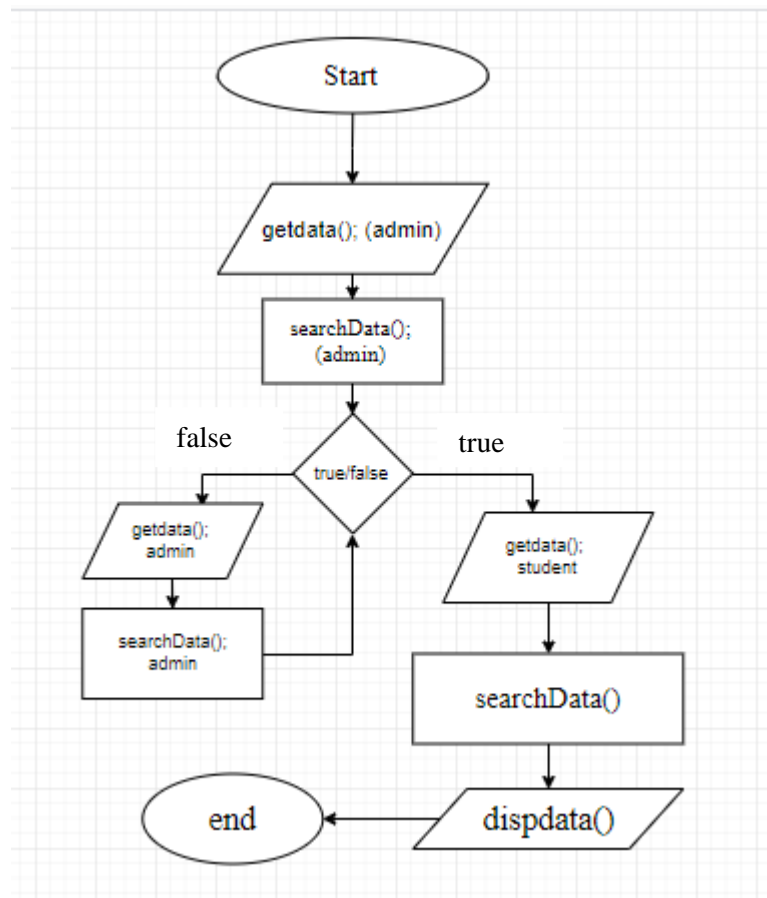 Start
getdata(); (admin)
searchData();
(admin)
false
true
true/false
getdata();
admin
getdata();
student
searchData();
admin
searchData()
end
dispdata()